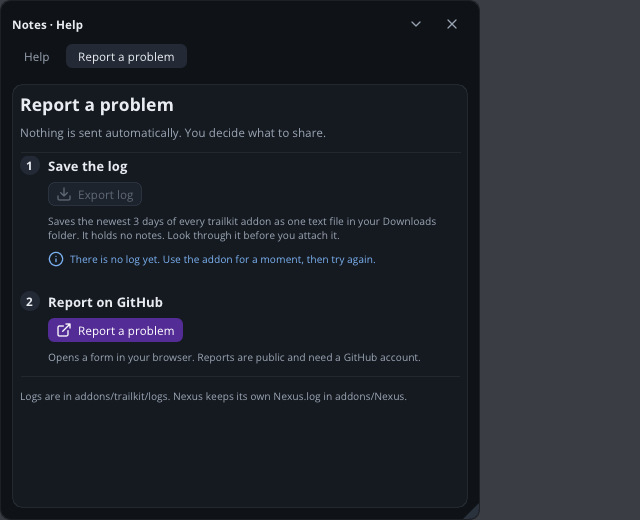 Notes · Help
Help
Report a problem
Report a problem
Nothing is sent automatically. You decide what to share.
1
Save the log
Export log
Saves the newest 3 days of every trailkit addon as one text file in your Downloads
folder. It holds no notes. Look through it before you attach it.
There is no log yet. Use the addon for a moment, then try again.
2
Report on GitHub
Report a problem
Opens a form in your browser. Reports are public and need a GitHub account.
Logs are in addons/trailkit/logs. Nexus keeps its own Nexus.log in addons/Nexus.